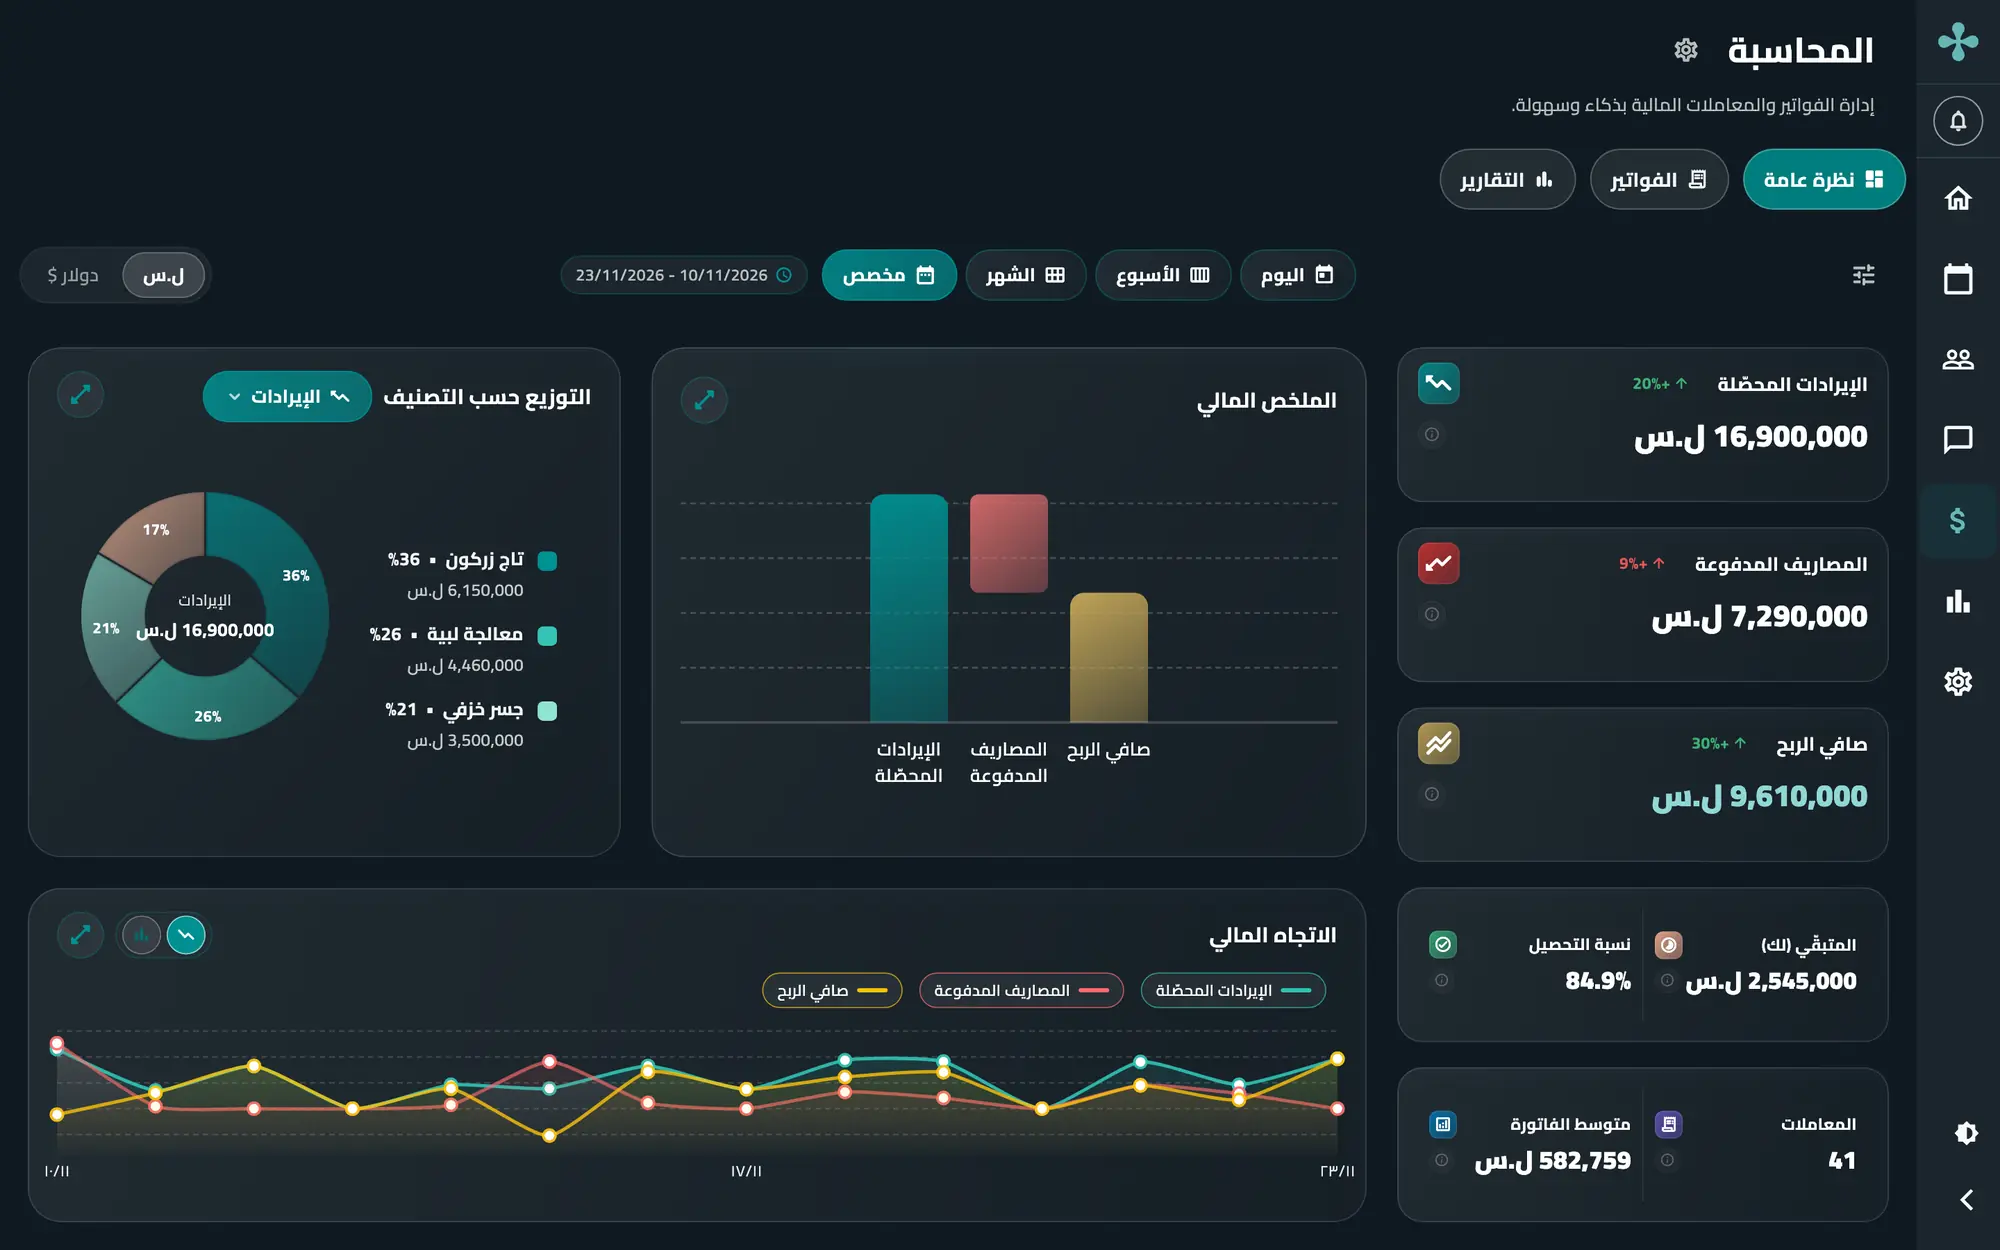 المحاسبة
إدارة الفواتير والمعاملات المالية بذكاء وسهولة.
نظرة عامة
الفواتير
التقارير
اليوم
الأسبوع
الشهر
مخصص
23/11/2026 - 10/11/2026
ل.س
دولار $
الإيرادات المحصّلة
20%+
16,900,000 ل.س
المصاريف المدفوعة
9%+
7,290,000 ل.س
صافي الربح
30%+
9,610,000 ل.س
المتبقّي (لك)
2,545,000 ل.س
نسبة التحصيل
84.9%
المعاملات
41
متوسط الفاتورة
582,759 ل.س
الملخص المالي
صافي الربح
المصاريف
المدفوعة
الإيرادات
المحصّلة
التوزيع حسب التصنيف
الإيرادات
تاج زركون • 36%
6,150,000 ل.س
معالجة لبية • 26%
4,460,000 ل.س
جسر خزفي • 21%
3,500,000 ل.س
17%
36%
21%
26%
الإيرادات
16,900,000 ل.س
الاتجاه المالي
الإيرادات المحصّلة
المصاريف المدفوعة
صافي الربح
٢٣/١١
١٧/١١
١٠/١١